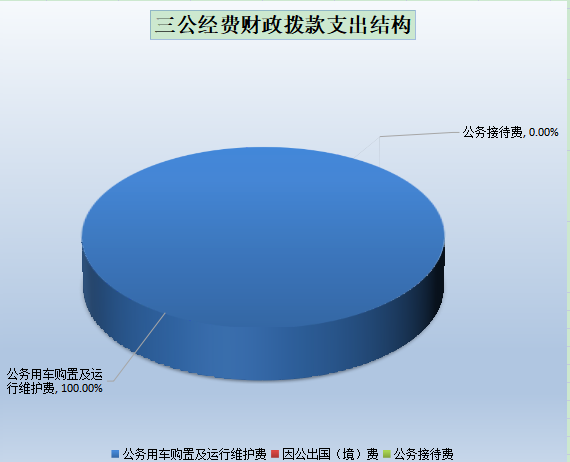 三公经费财政拨款支出结构
公务接待费, 0.00%
公务用车购置及运
行维护费, 100.00%
公务用车购置及运行维护费 因公出国（境）费 公务接待费